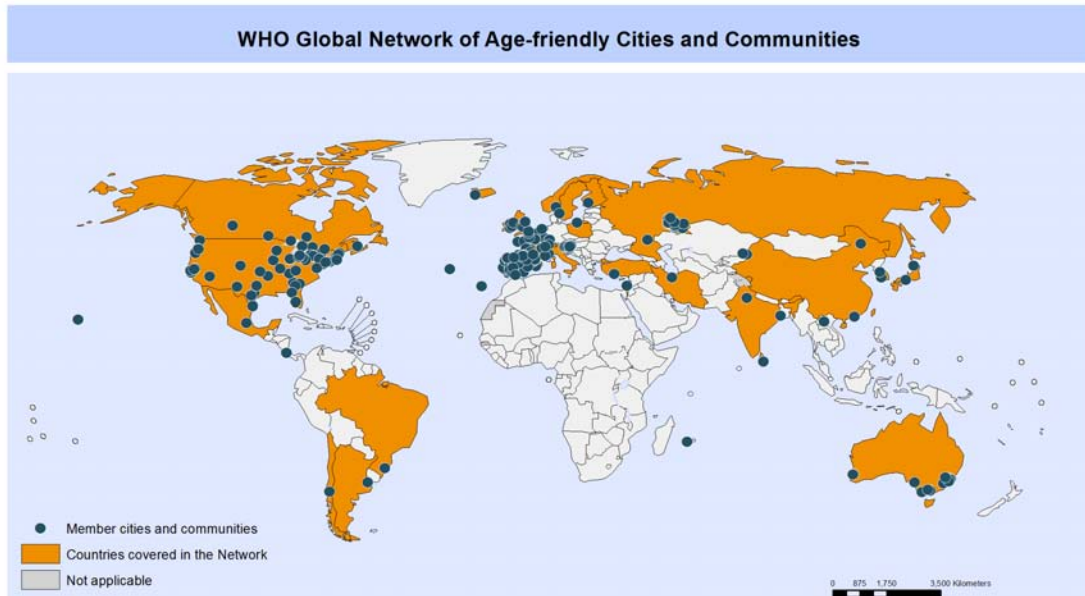 WHO Global Network of Age-friendly Cities and Communities
Member cities and communities
Countries covered in the Network
Not applicable
0 875 1,750 3,500 Kilometers